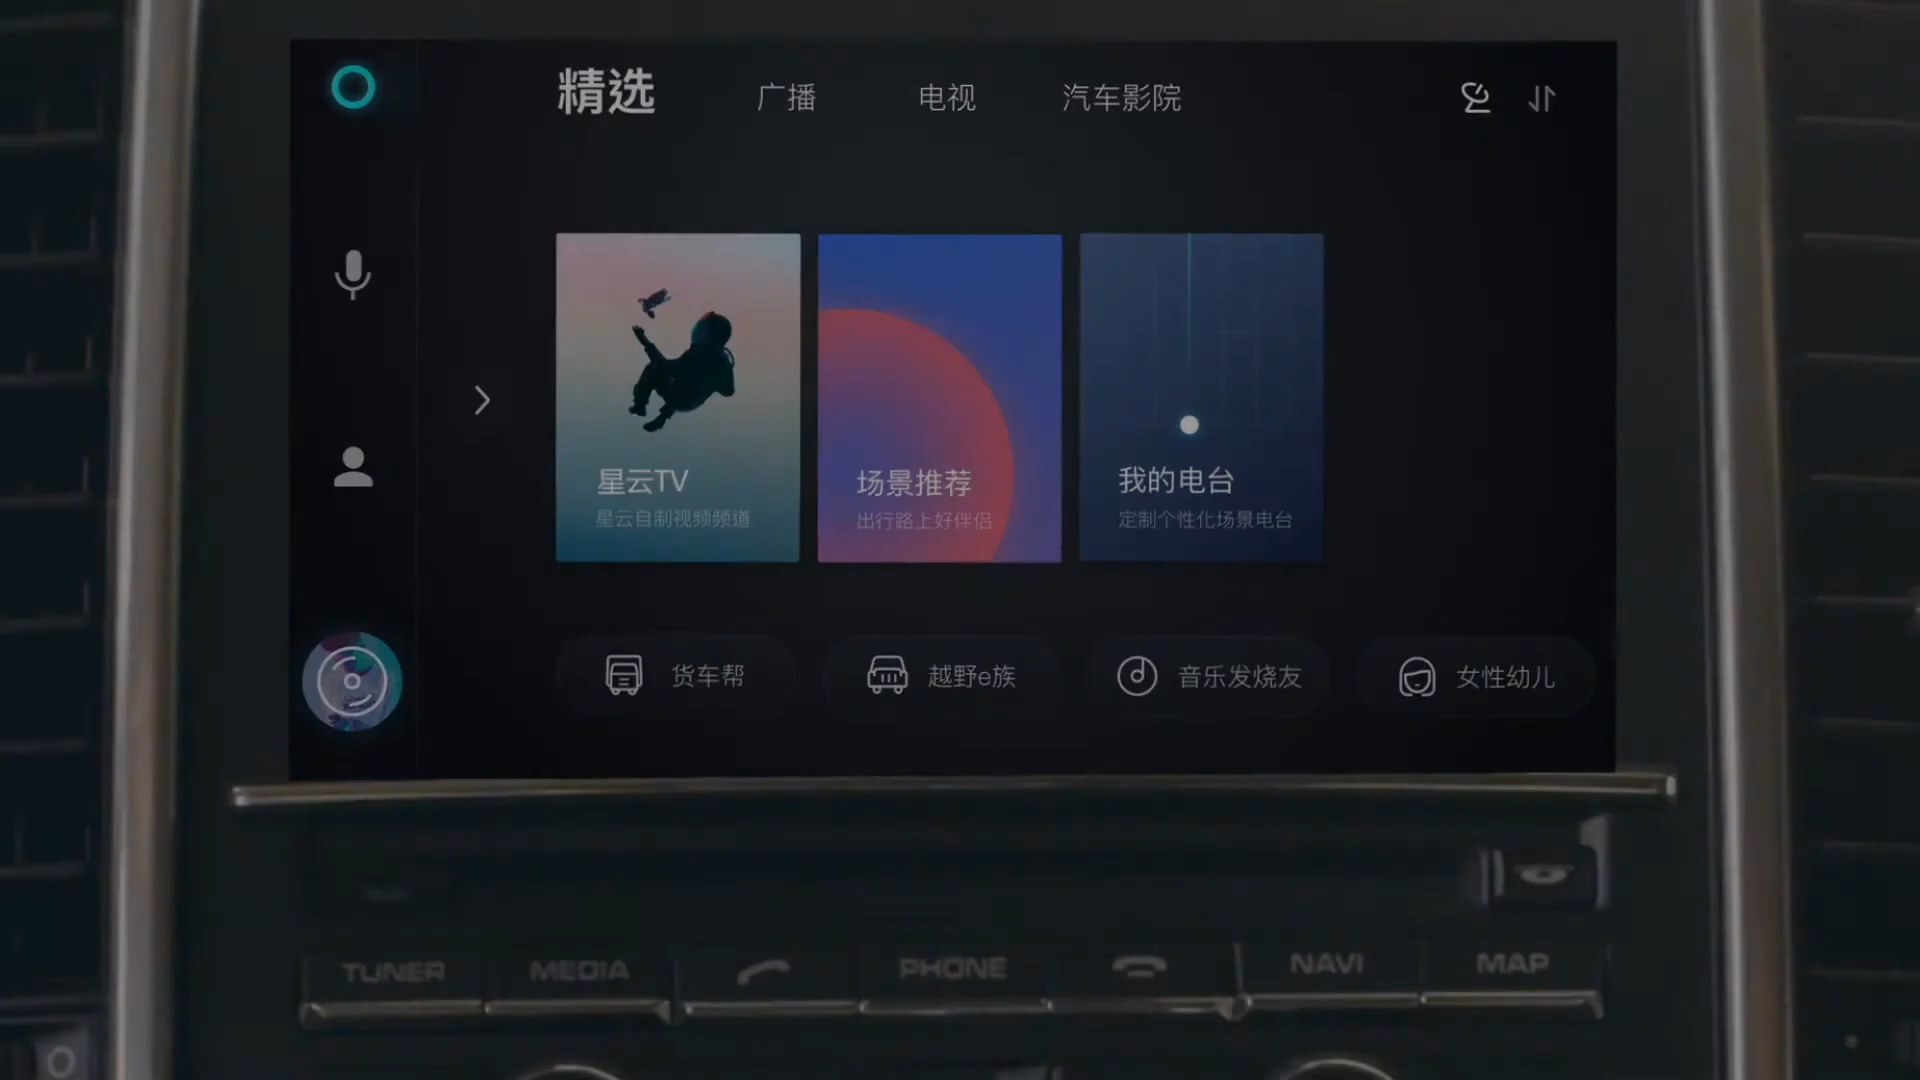 精选
广播
电视
汽车影院
星云TV
星云自制视频频道
场景推荐
出行路上好伴侣
我的电台
定制个性化场景电台
货车帮
越野e族
音乐发烧友
女性幼儿
TUNER
MEDIA
PHONE
NAVI
MAP